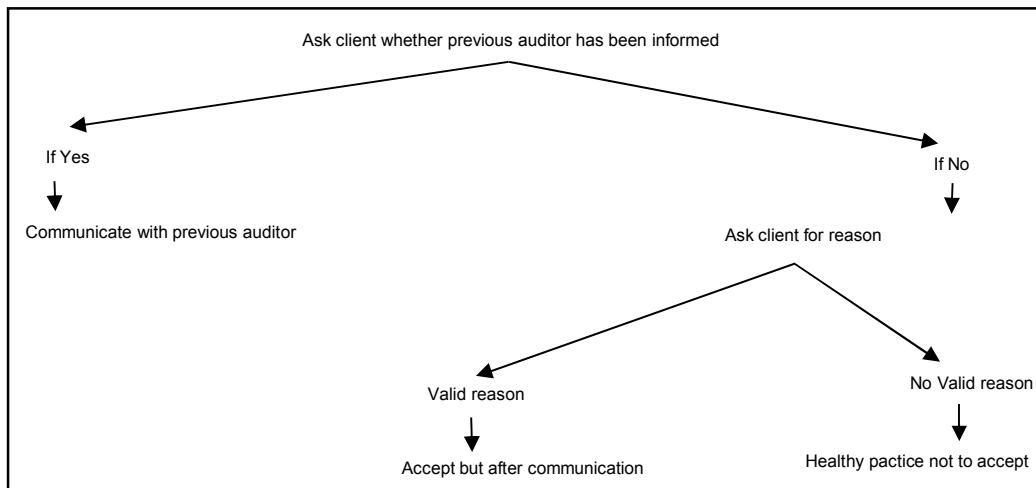 Ask client whether previous auditor has been informed
If Yes
If No
Communicate with previous auditor
Ask client for reason
Valid reason
No Valid reason
Accept but after communication
Healthy pactice not to accept